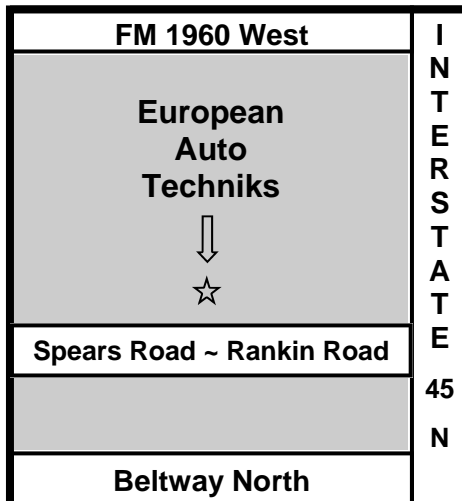 FM 1960 West
European
Auto
Techniks
Spears Road ~ Rankin Road
Beltway North
I
N
T
E
R
S
T
A
T
E
45
N